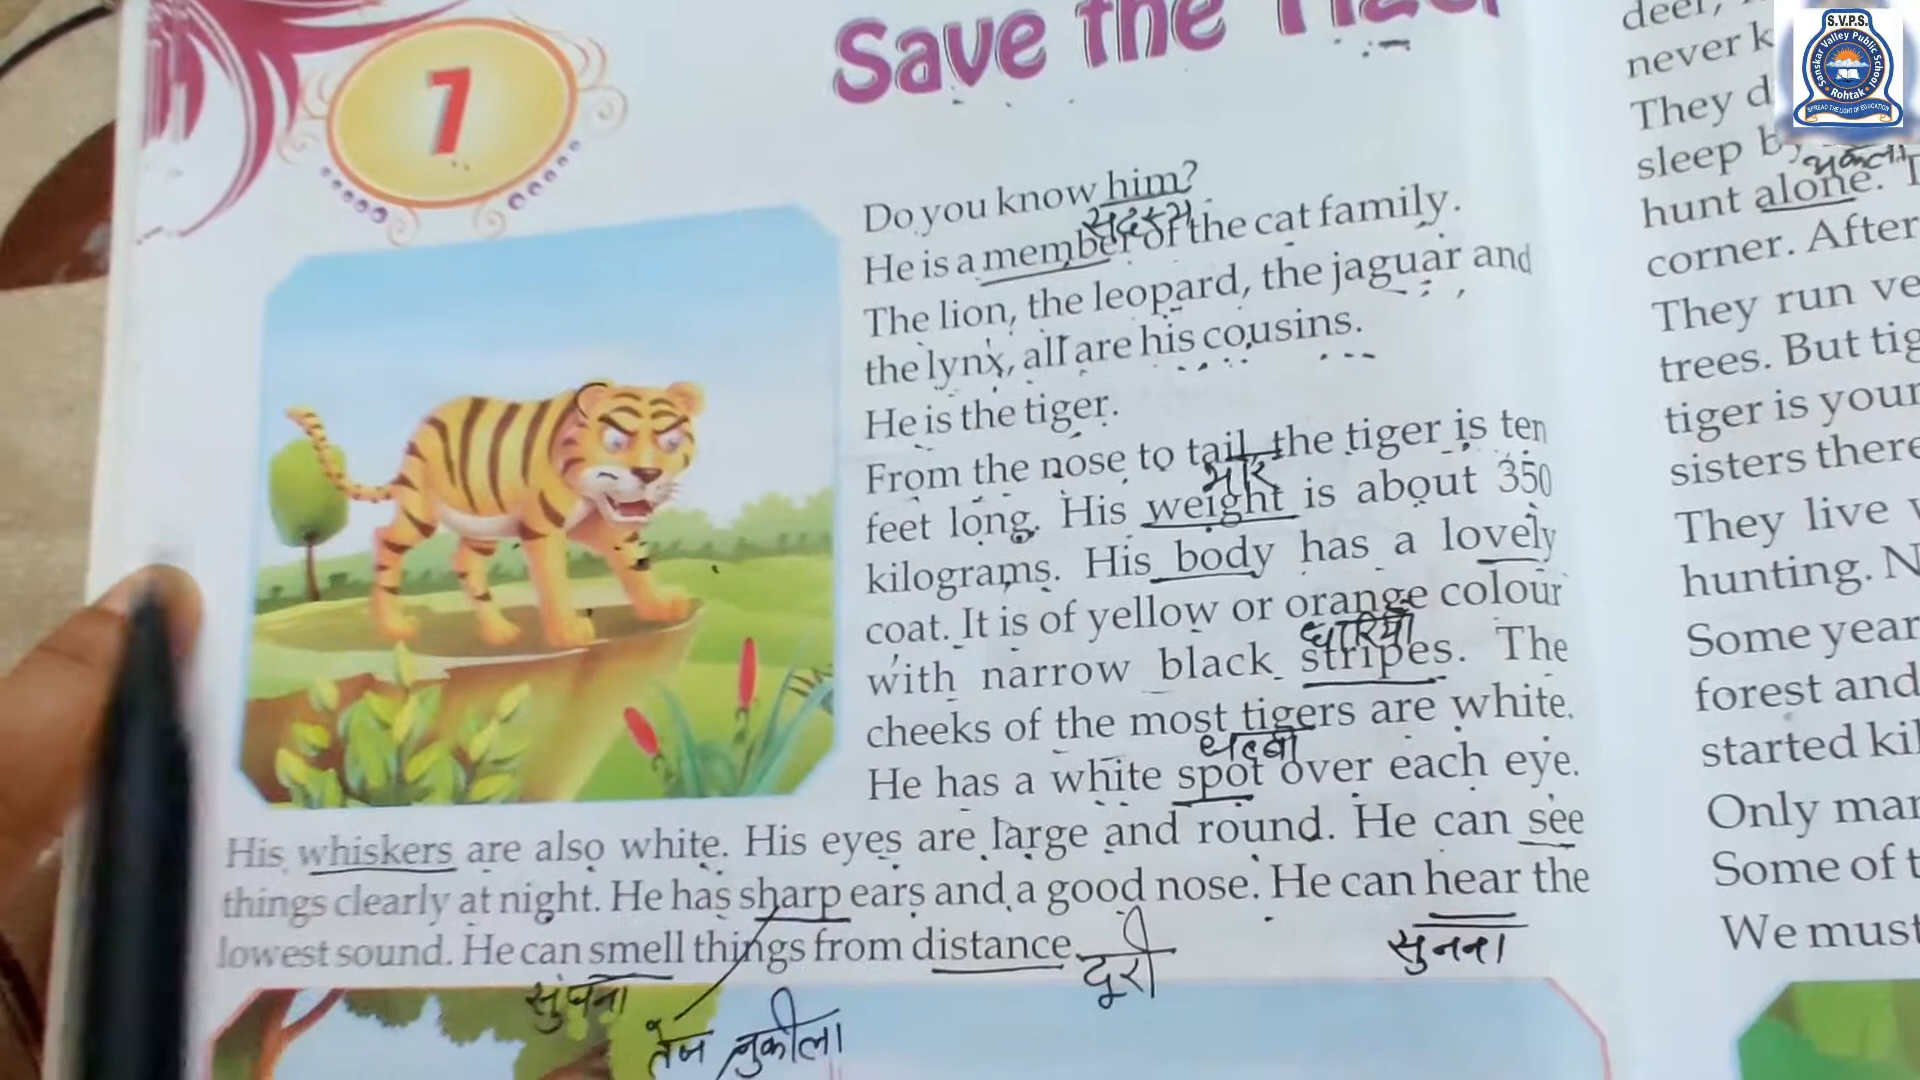 7
Save the Tiger
Do you know him?
सदस्य
He is a member of the cat family.
The lion, the leopard, the jaguar and
the lynx, all are his cousins.
He is the tiger.
From the nose to tail, the tiger is ten
भार
feet long. His weight is about 350
kilograms. His body has a lovely
coat. It is of yellow or orange colour
धारियाँ
with narrow black stripes. The
cheeks of the most tigers are white.
धब्बा
He has a white spot over each eye.
His whiskers are also white. His eyes are large and round. He can see
things clearly at night. He has sharp ears and a good nose. He can hear the
lowest sound. He can smell things from distance.
दूरी
सुनना
सुंघना
तेज नुकीला
deer,
never k
They d
sleep b
hunt alone.
corner. After
They run ve
trees. But tig
tiger is your
sisters there
They live
hunting. N
Some year
forest and
started kil
Only mar
Some of t
We must
S.V.P.S.
Sanskar Valley Public School
Rohtak
SPREAD THE LIGHT OF EDUCATION